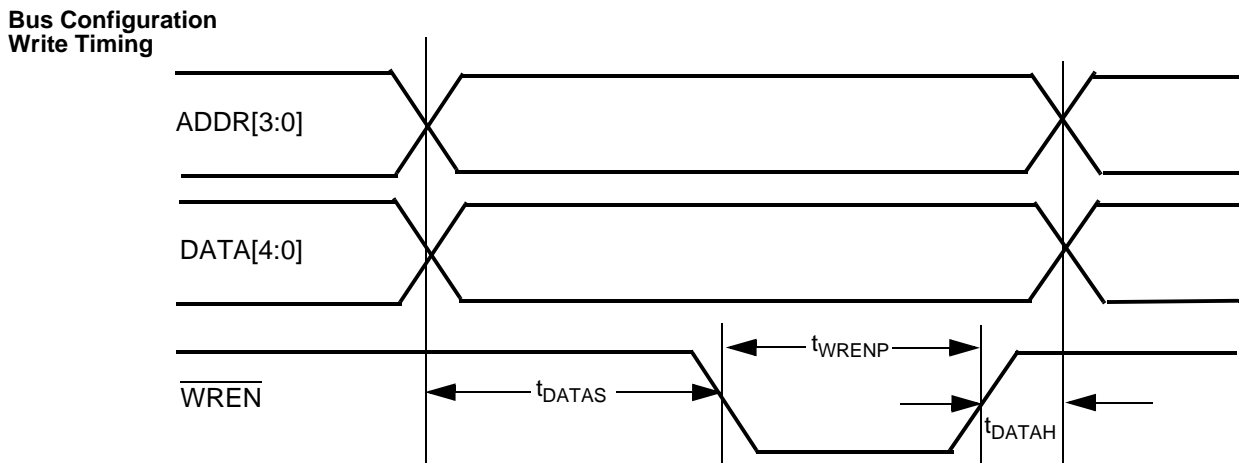 Bus Configuration
Write Timing
ADDR[3:0]
DATA[4:0]
tWRENP
WREN
tDATAS
tDATAH